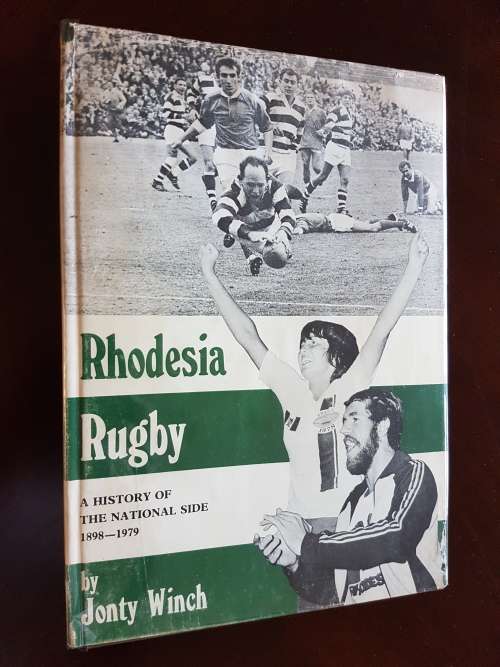 Rhodesia
Rugby
A HISTORY OF
THE NATIONAL SIDE
1898—1979
by
Jonty Winch